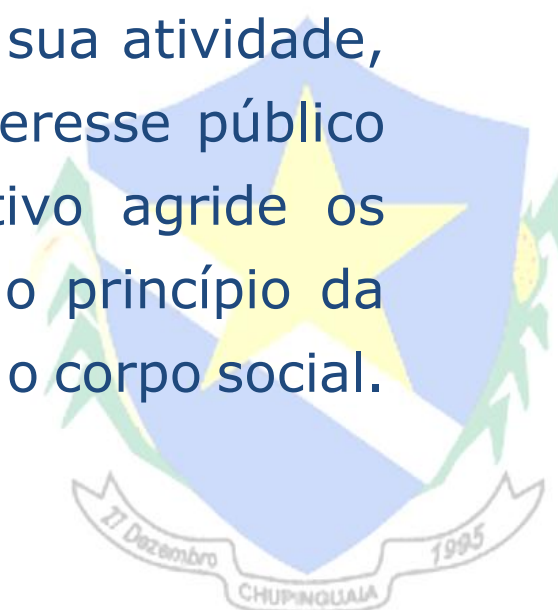 sua atividade,
eresse público
tivo agride os
o princípio da
o corpo social.
27 Dezembro 1995
CHUPINGUAIA